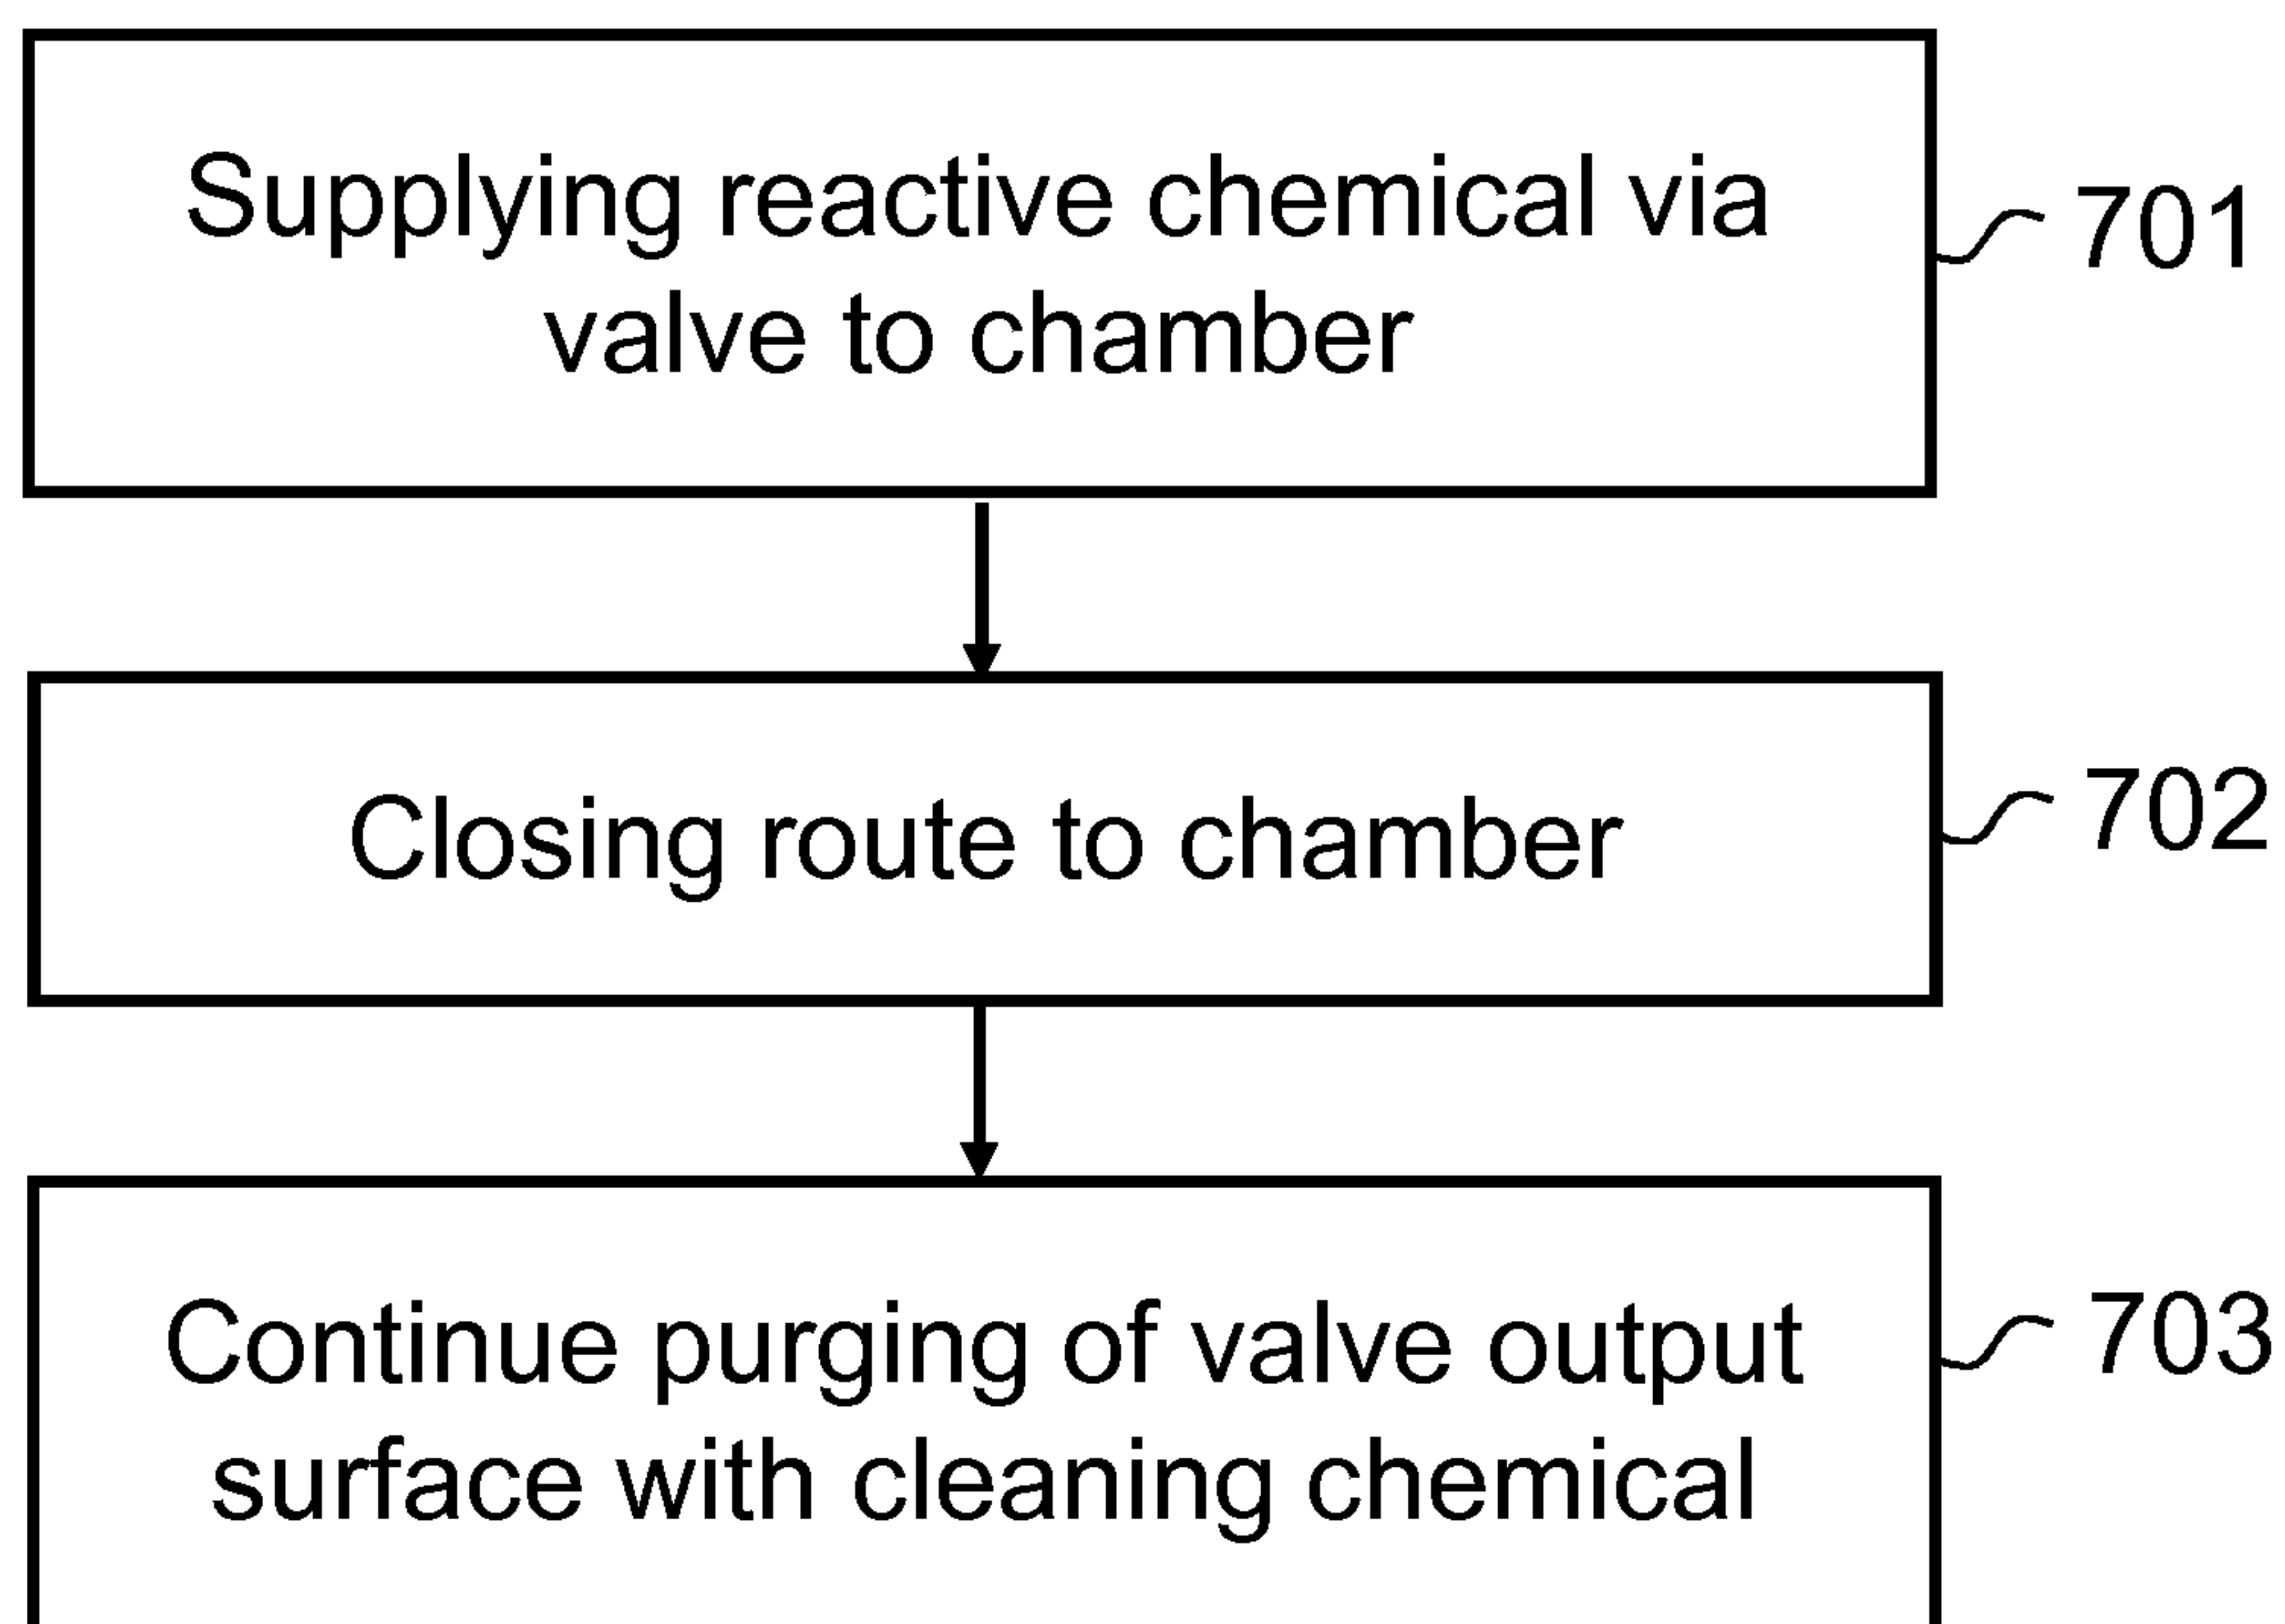 Supplying reactive chemical via
valve to chamber
701
Closing route to chamber
702
Continue purging of valve output
surface with cleaning chemical
703